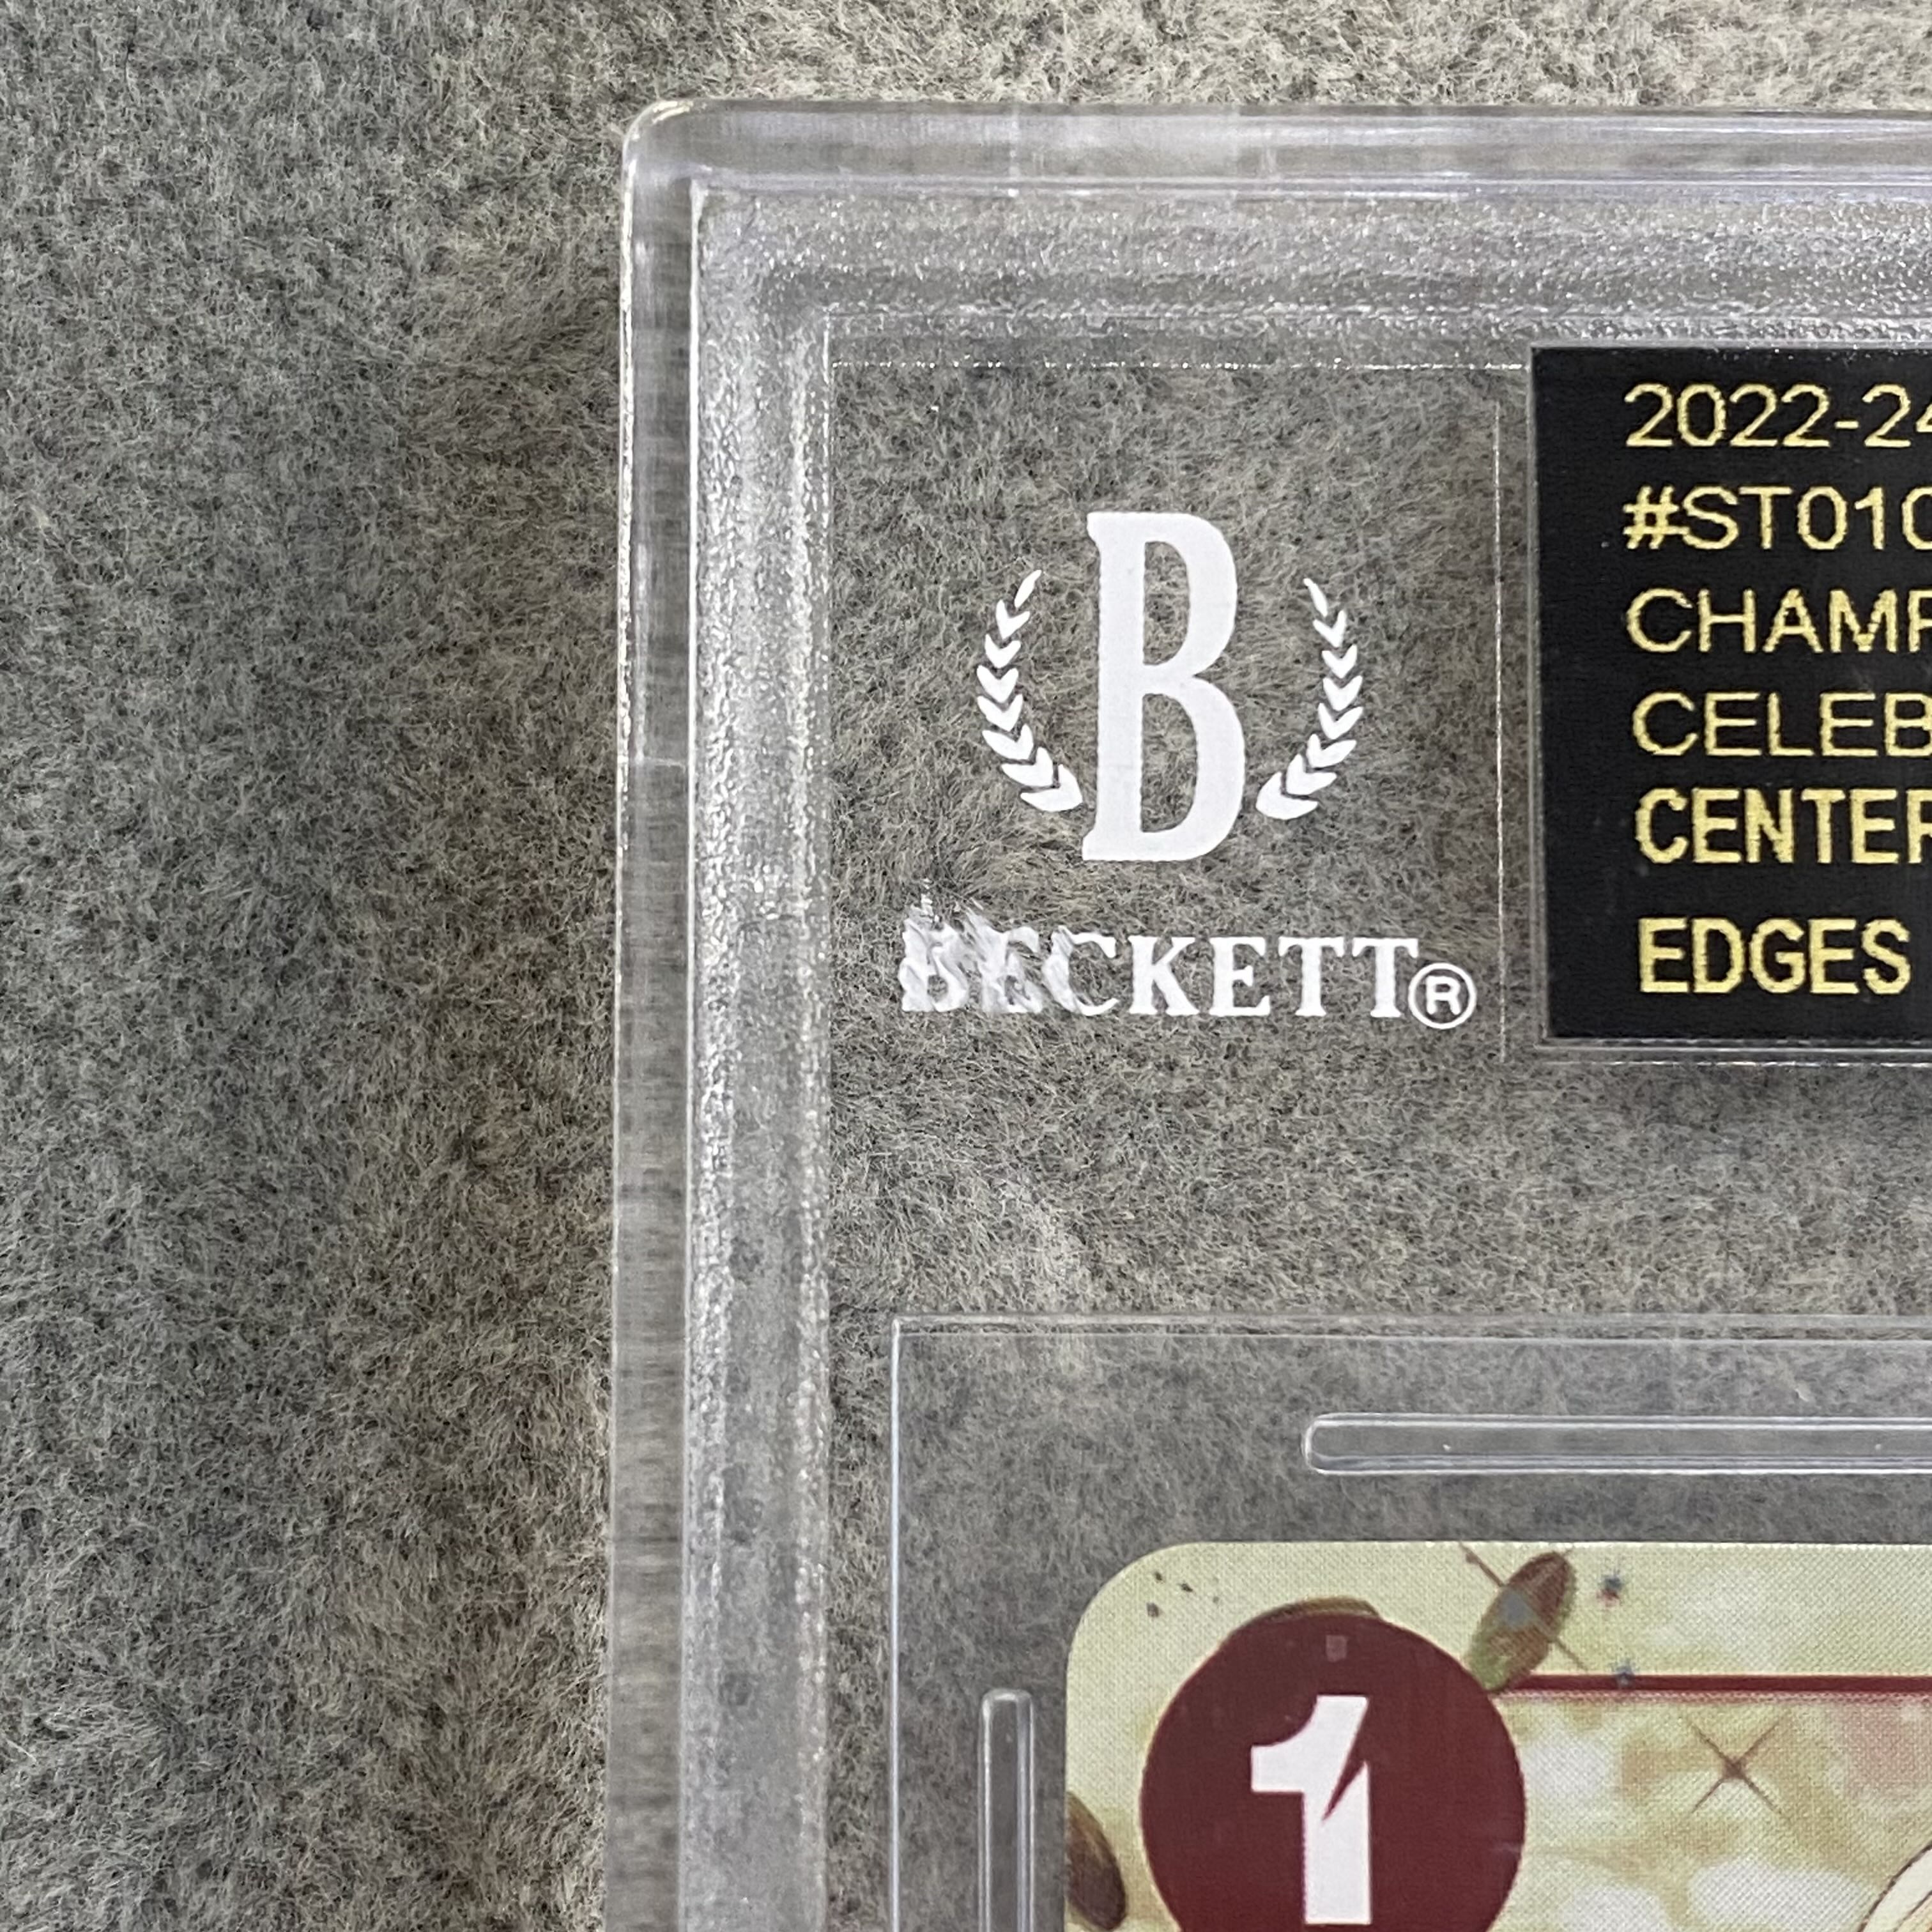 B
BECKETT®
2022-24
#ST010
CHAMP
CELEB
CENTER
EDGES
1